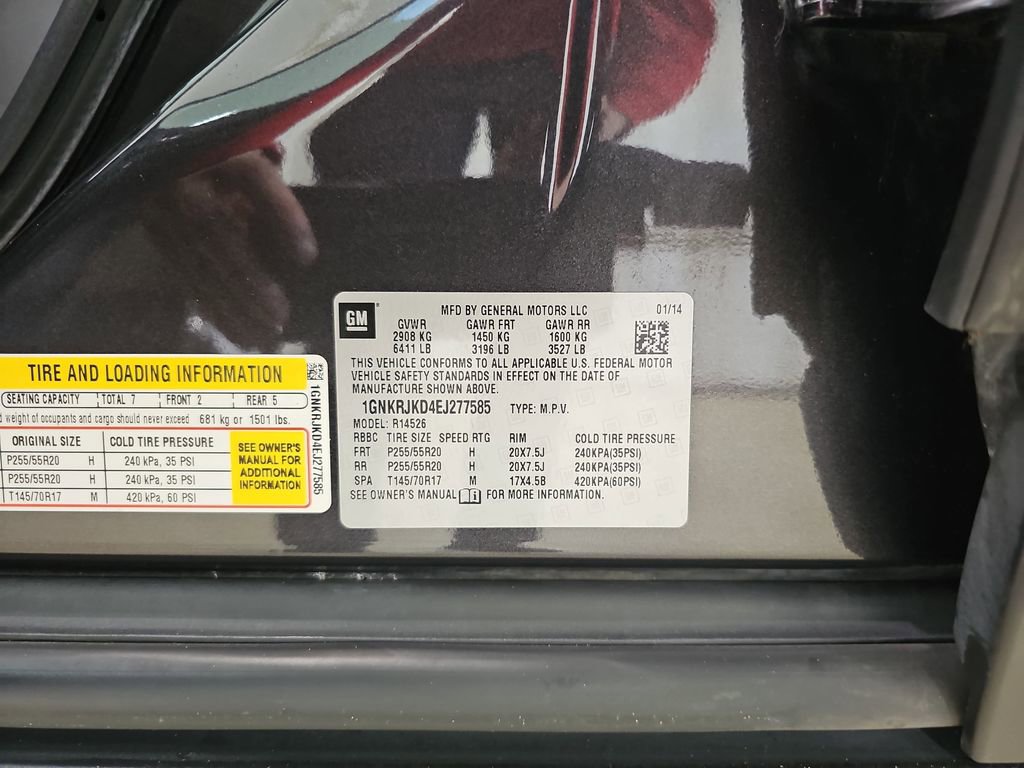 GM
MFD BY GENERAL MOTORS LLC 01/14
GVWR GAWR FRT GAWR RR
2908 KG 1450 KG 1600 KG
6411 LB 3196 LB 3527 LB
THIS VEHICLE CONFORMS TO ALL APPLICABLE U.S. FEDERAL MOTOR
VEHICLE SAFETY STANDARDS IN EFFECT ON THE DATE OF
MANUFACTURE SHOWN ABOVE.
1GNKRJKD4EJ277585 TYPE: M.P.V.
MODEL: R14526
RBBC TIRE SIZE SPEED RTG RIM COLD TIRE PRESSURE
FRT P255/55R20 H 20X7.5J 240KPA(35PSI)
RR P255/55R20 H 20X7.5J 240KPA(35PSI)
SPA T145/70R17 M 17X4.5B 420KPA(60PSI)
SEE OWNER'S MANUAL FOR MORE INFORMATION.
TIRE AND LOADING INFORMATION
SEATING CAPACITY TOTAL 7 FRONT 2 REAR 5
weight of occupants and cargo should never exceed 681 kg or 1501 lbs.
ORIGINAL SIZE COLD TIRE PRESSURE
P255/55R20 H 240 kPa, 35 PSI
P255/55R20 H 240 kPa, 35 PSI
T145/70R17 M 420 kPa, 60 PSI
SEE OWNER'S
MANUAL FOR
ADDITIONAL
INFORMATION
1GNKRJKD4EJ277585